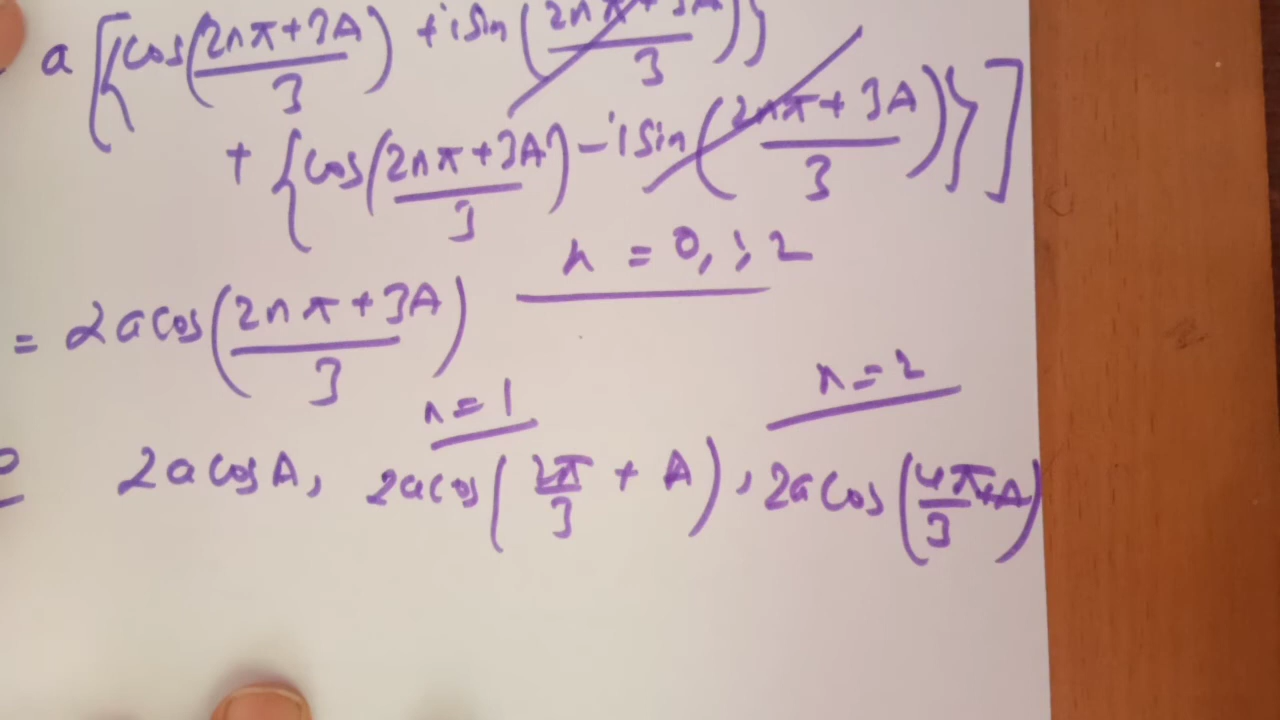 a [{cos(2nπ+3A/3) + i sin(2nπ+3A/3)}
+ {cos(2nπ+3A/3) - i sin(2nπ+3A/3)}]
n = 0, 1, 2
= 2a cos(2nπ+3A/3)
n=1 n=2
2a cos A, 2a cos(2π/3 + A), 2a cos(4π/3 + A)